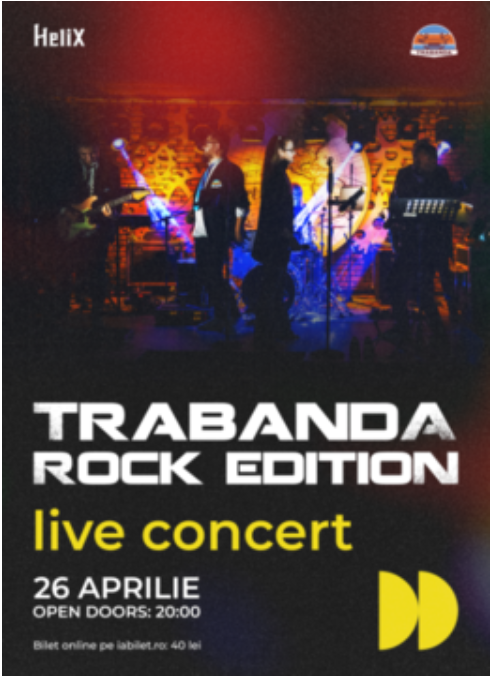 HeliX
TRABANDA
TRABANDA
ROCK EDITION
live concert
26 APRILIE
OPEN DOORS: 20:00
Bilet online pe iabilet.ro: 40 lei